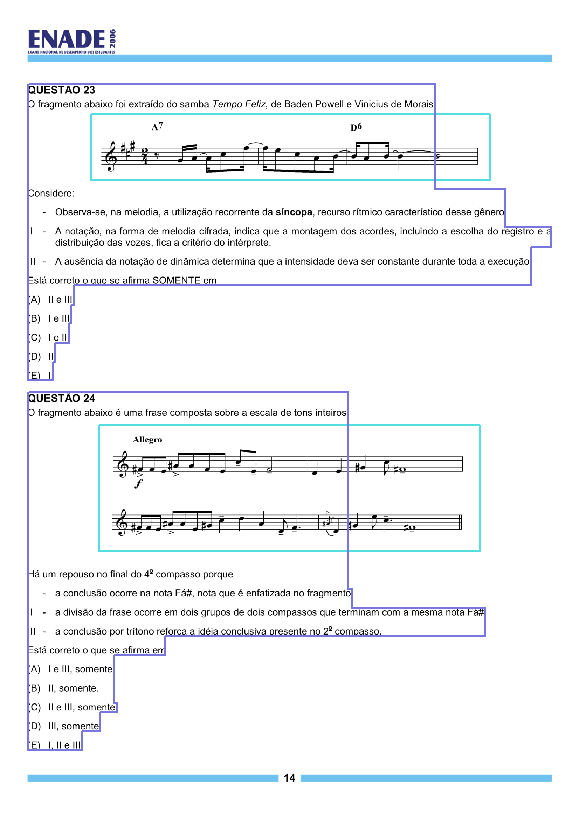 ENADE 2006
EXAME NACIONAL DE DESEMPENHO DOS ESTUDANTES
QUESTÃO 23
O fragmento abaixo foi extraído do samba Tempo Feliz, de Baden Powell e Vinicius de Morais
A7 D6
Considere:
- Observa-se, na melodia, a utilização recorrente da síncopa, recurso rítmico característico desse gênero
I - A notação, na forma de melodia cifrada, indica que a montagem dos acordes, incluindo a escolha do registro e a
distribuição das vozes, fica a critério do intérprete.
II - A ausência da notação de dinâmica determina que a intensidade deva ser constante durante toda a execução
Está correto o que se afirma SOMENTE em
(A) II e III
(B) I e III
(C) I e II
(D) II
(E) I
QUESTÃO 24
O fragmento abaixo é uma frase composta sobre a escala de tons inteiros
Allegro
f
Há um repouso no final do 4º compasso porque
- a conclusão ocorre na nota Fá#, nota que é enfatizada no fragmento
I - a divisão da frase ocorre em dois grupos de dois compassos que terminam com a mesma nota Fá#
II - a conclusão por trítono reforça a idéia conclusiva presente no 2º compasso.
Está correto o que se afirma em
(A) I e III, somente
(B) II, somente.
(C) II e III, somente
(D) III, somente
(E) I, II e III
14